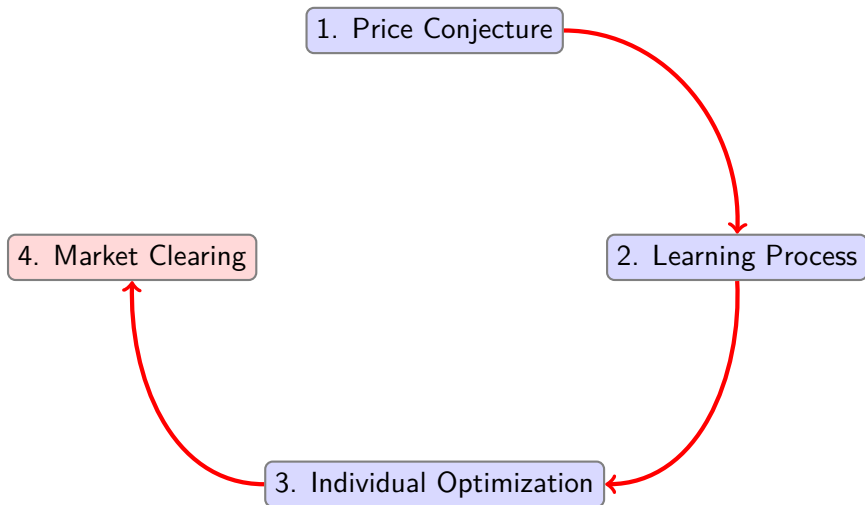 1. Price Conjecture
4. Market Clearing
2. Learning Process
3. Individual Optimization